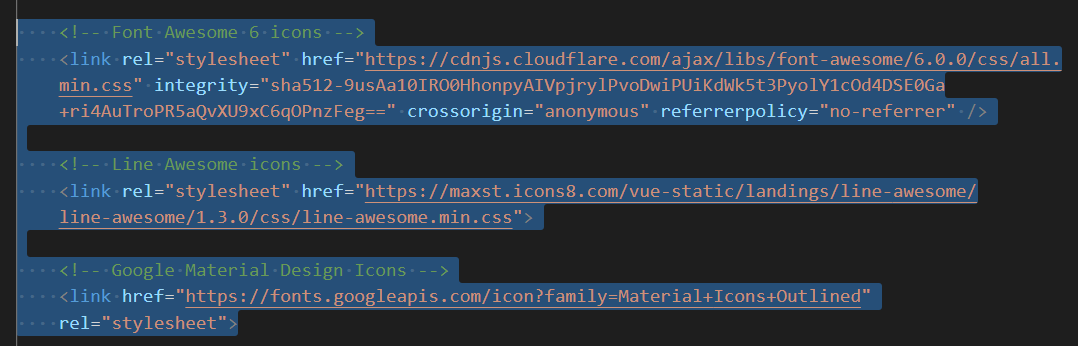 <!-- Font Awesome 6 icons -->
<link rel="stylesheet" href="https://cdnjs.cloudflare.com/ajax/libs/font-awesome/6.0.0/css/all.
min.css" integrity="sha512-9usAa10IRO0HhonpyAIVpjrylPvoDwiPUiKdWk5t3PyolY1cOd4DSE0Ga
+ri4AuTroPR5aQvXU9xC6qOPnzFeg==" crossorigin="anonymous" referrerpolicy="no-referrer" />
<!-- Line Awesome icons -->
<link rel="stylesheet" href="https://maxst.icons8.com/vue-static/landings/line-awesome/
line-awesome/1.3.0/css/line-awesome.min.css">
<!-- Google Material Design Icons -->
<link href="https://fonts.googleapis.com/icon?family=Material+Icons+Outlined"
rel="stylesheet">